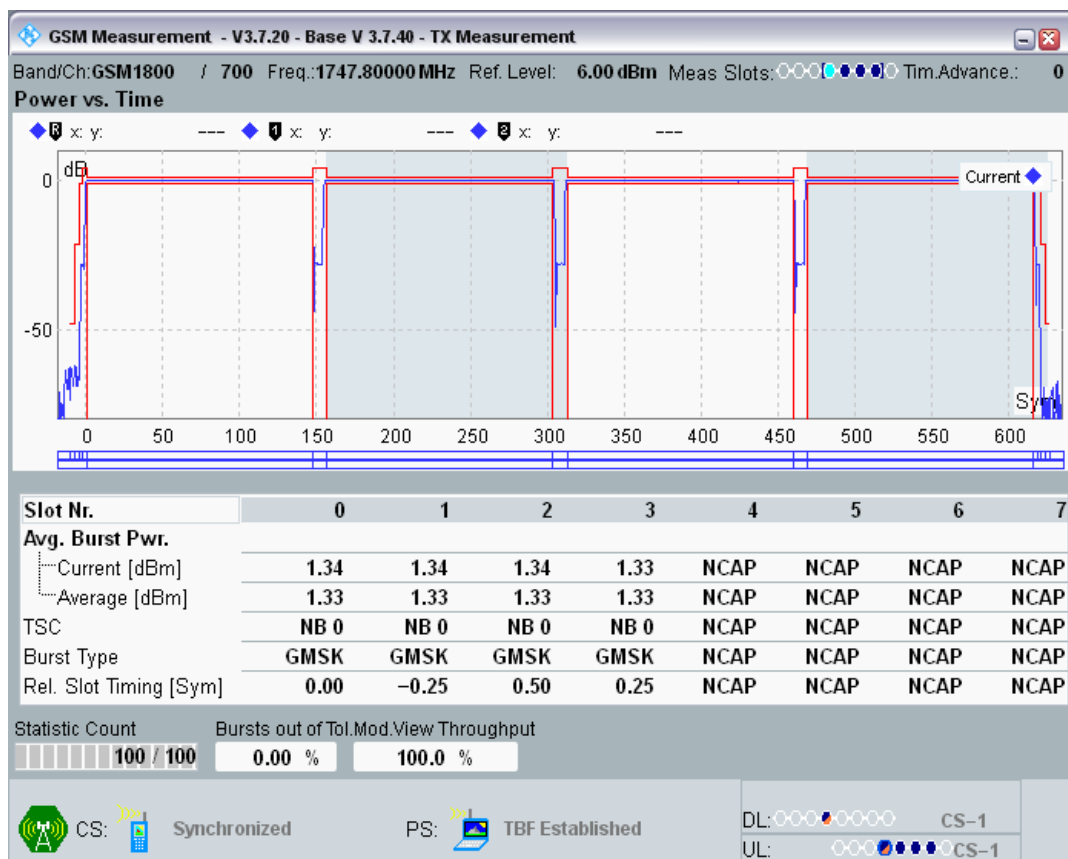 GSM Measurement - V3.7.20 - Base V 3.7.40 - TX Measurement
Band/Ch:GSM1800 / 700 Freq.:1747.80000 MHz Ref. Level: 6.00 dBm Meas Slots: Tim.Advance.: 0
Power vs. Time
R x: y: --- 1 x: y: --- 2 x: y: ---
dB
Current
0
-50
Sym
0 50 100 150 200 250 300 350 400 450 500 550 600
Slot Nr. 0 1 2 3 4 5 6 7
Avg. Burst Pwr.
Current [dBm] 1.34 1.34 1.34 1.33 NCAP NCAP NCAP NCAP
Average [dBm] 1.33 1.33 1.33 1.33 NCAP NCAP NCAP NCAP
TSC NB 0 NB 0 NB 0 NB 0 NCAP NCAP NCAP NCAP
Burst Type GMSK GMSK GMSK GMSK NCAP NCAP NCAP NCAP
Rel. Slot Timing [Sym] 0.00 −0.25 0.50 0.25 NCAP NCAP NCAP NCAP
Statistic Count Bursts out of Tol. Mod.View Throughput
100 / 100 0.00 % 100.0 %
CS: Synchronized PS: TBF Established DL: CS−1
UL: CS−1